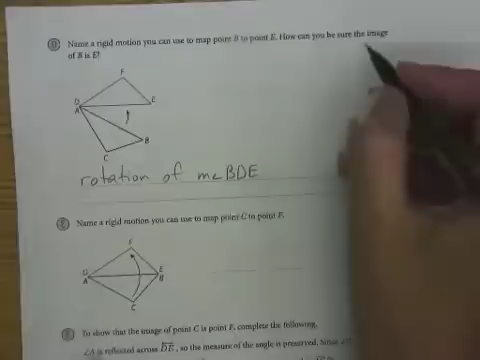 D Name a rigid motion you can use to map point B to point E. How can you be sure the image
of B is E?
F
D
A
E
B
C
rotation of m∠BDE
E Name a rigid motion you can use to map point C to point F.
F
D
A
E
B
C
To show that the image of point C is point F, complete the following.
∠A is reflected across DE, so the measure of the angle is preserved. Since